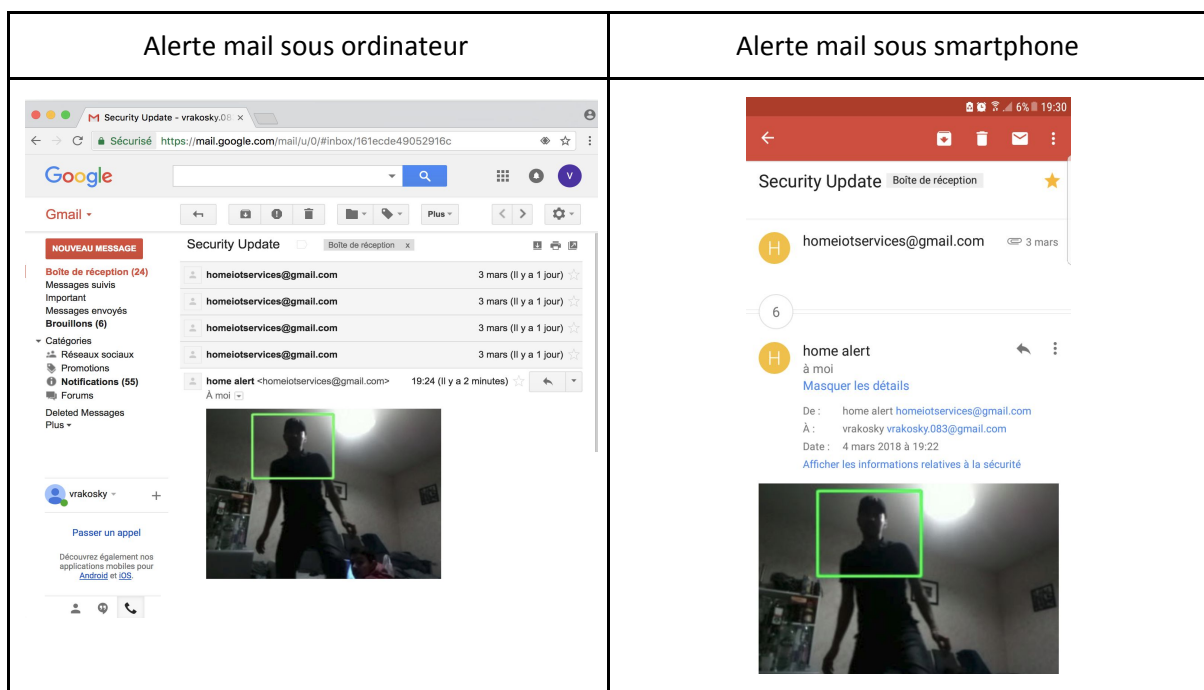 Alerte mail sous ordinateur
Alerte mail sous smartphone
M Security Update - vrakosky.08 ×
Sécurisé https://mail.google.com/mail/u/0/#inbox/161ecde49052916c
Google
V
Gmail
Plus
NOUVEAU MESSAGE
Boîte de réception (24)
Messages suivis
Important
Messages envoyés
Brouillons (6)
Catégories
Réseaux sociaux
Promotions
Notifications (55)
Forums
Deleted Messages
Plus
vrakosky
+
Passer un appel
Découvrez également nos
applications mobiles pour
Android et iOS.
Security Update Boîte de réception x
homeiotservices@gmail.com 3 mars (Il y a 1 jour)
homeiotservices@gmail.com 3 mars (Il y a 1 jour)
homeiotservices@gmail.com 3 mars (Il y a 1 jour)
homeiotservices@gmail.com 3 mars (Il y a 1 jour)
home alert <homeiotservices@gmail.com> 19:24 (Il y a 2 minutes)
À moi
6% 19:30
Security Update Boîte de réception
H
homeiotservices@gmail.com 3 mars
6
H
home alert
à moi
Masquer les détails
De : home alert homeiotservices@gmail.com
À : vrakosky vrakosky.083@gmail.com
Date : 4 mars 2018 à 19:22
Afficher les informations relatives à la sécurité